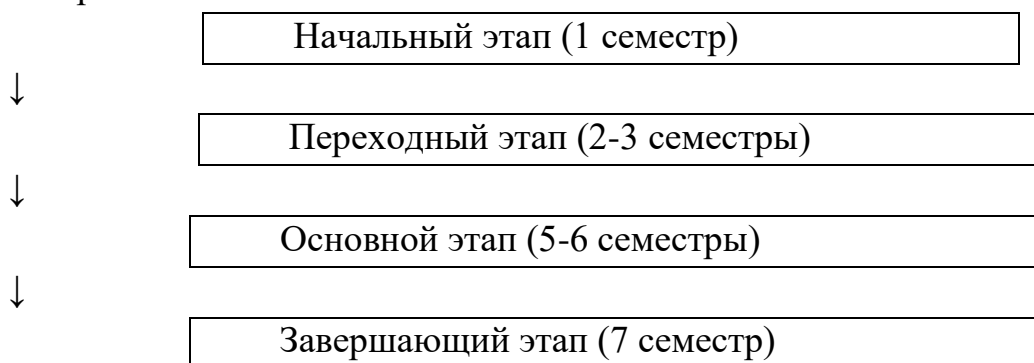 Начальный этап (1 семестр)
↓
Переходный этап (2-3 семестры)
↓
Основной этап (5-6 семестры)
↓
Завершающий этап (7 семестр)